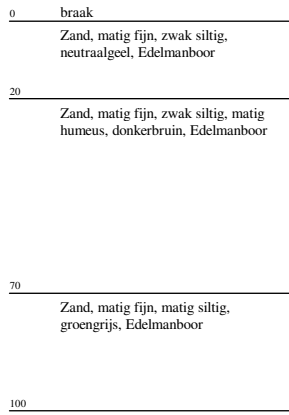 0 braak
Zand, matig fijn, zwak siltig,
neutraalgeel, Edelmanboor
20
Zand, matig fijn, zwak siltig, matig
humeus, donkerbruin, Edelmanboor
70
Zand, matig fijn, matig siltig,
groengrijs, Edelmanboor
100